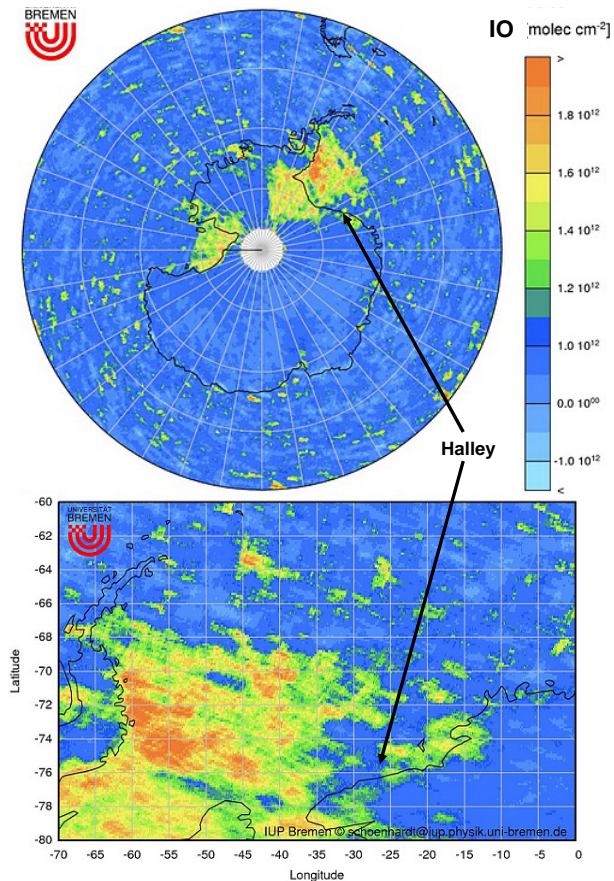 BREMEN
IO [molec cm⁻²]
>
1.8 10¹²
1.6 10¹²
1.4 10¹²
1.2 10¹²
1.0 10¹²
0.0 10⁰⁰
-1.0 10¹²
<
Halley
UNIVERSITÄT
BREMEN
-60
-62
-64
-66
-68
-70
-72
-74
-76
-78
-80
Latitude
IUP Bremen © schoenhardt@iup.physik.uni-bremen.de
-70 -65 -60 -55 -50 -45 -40 -35 -30 -25 -20 -15 -10 -5 0
Longitude